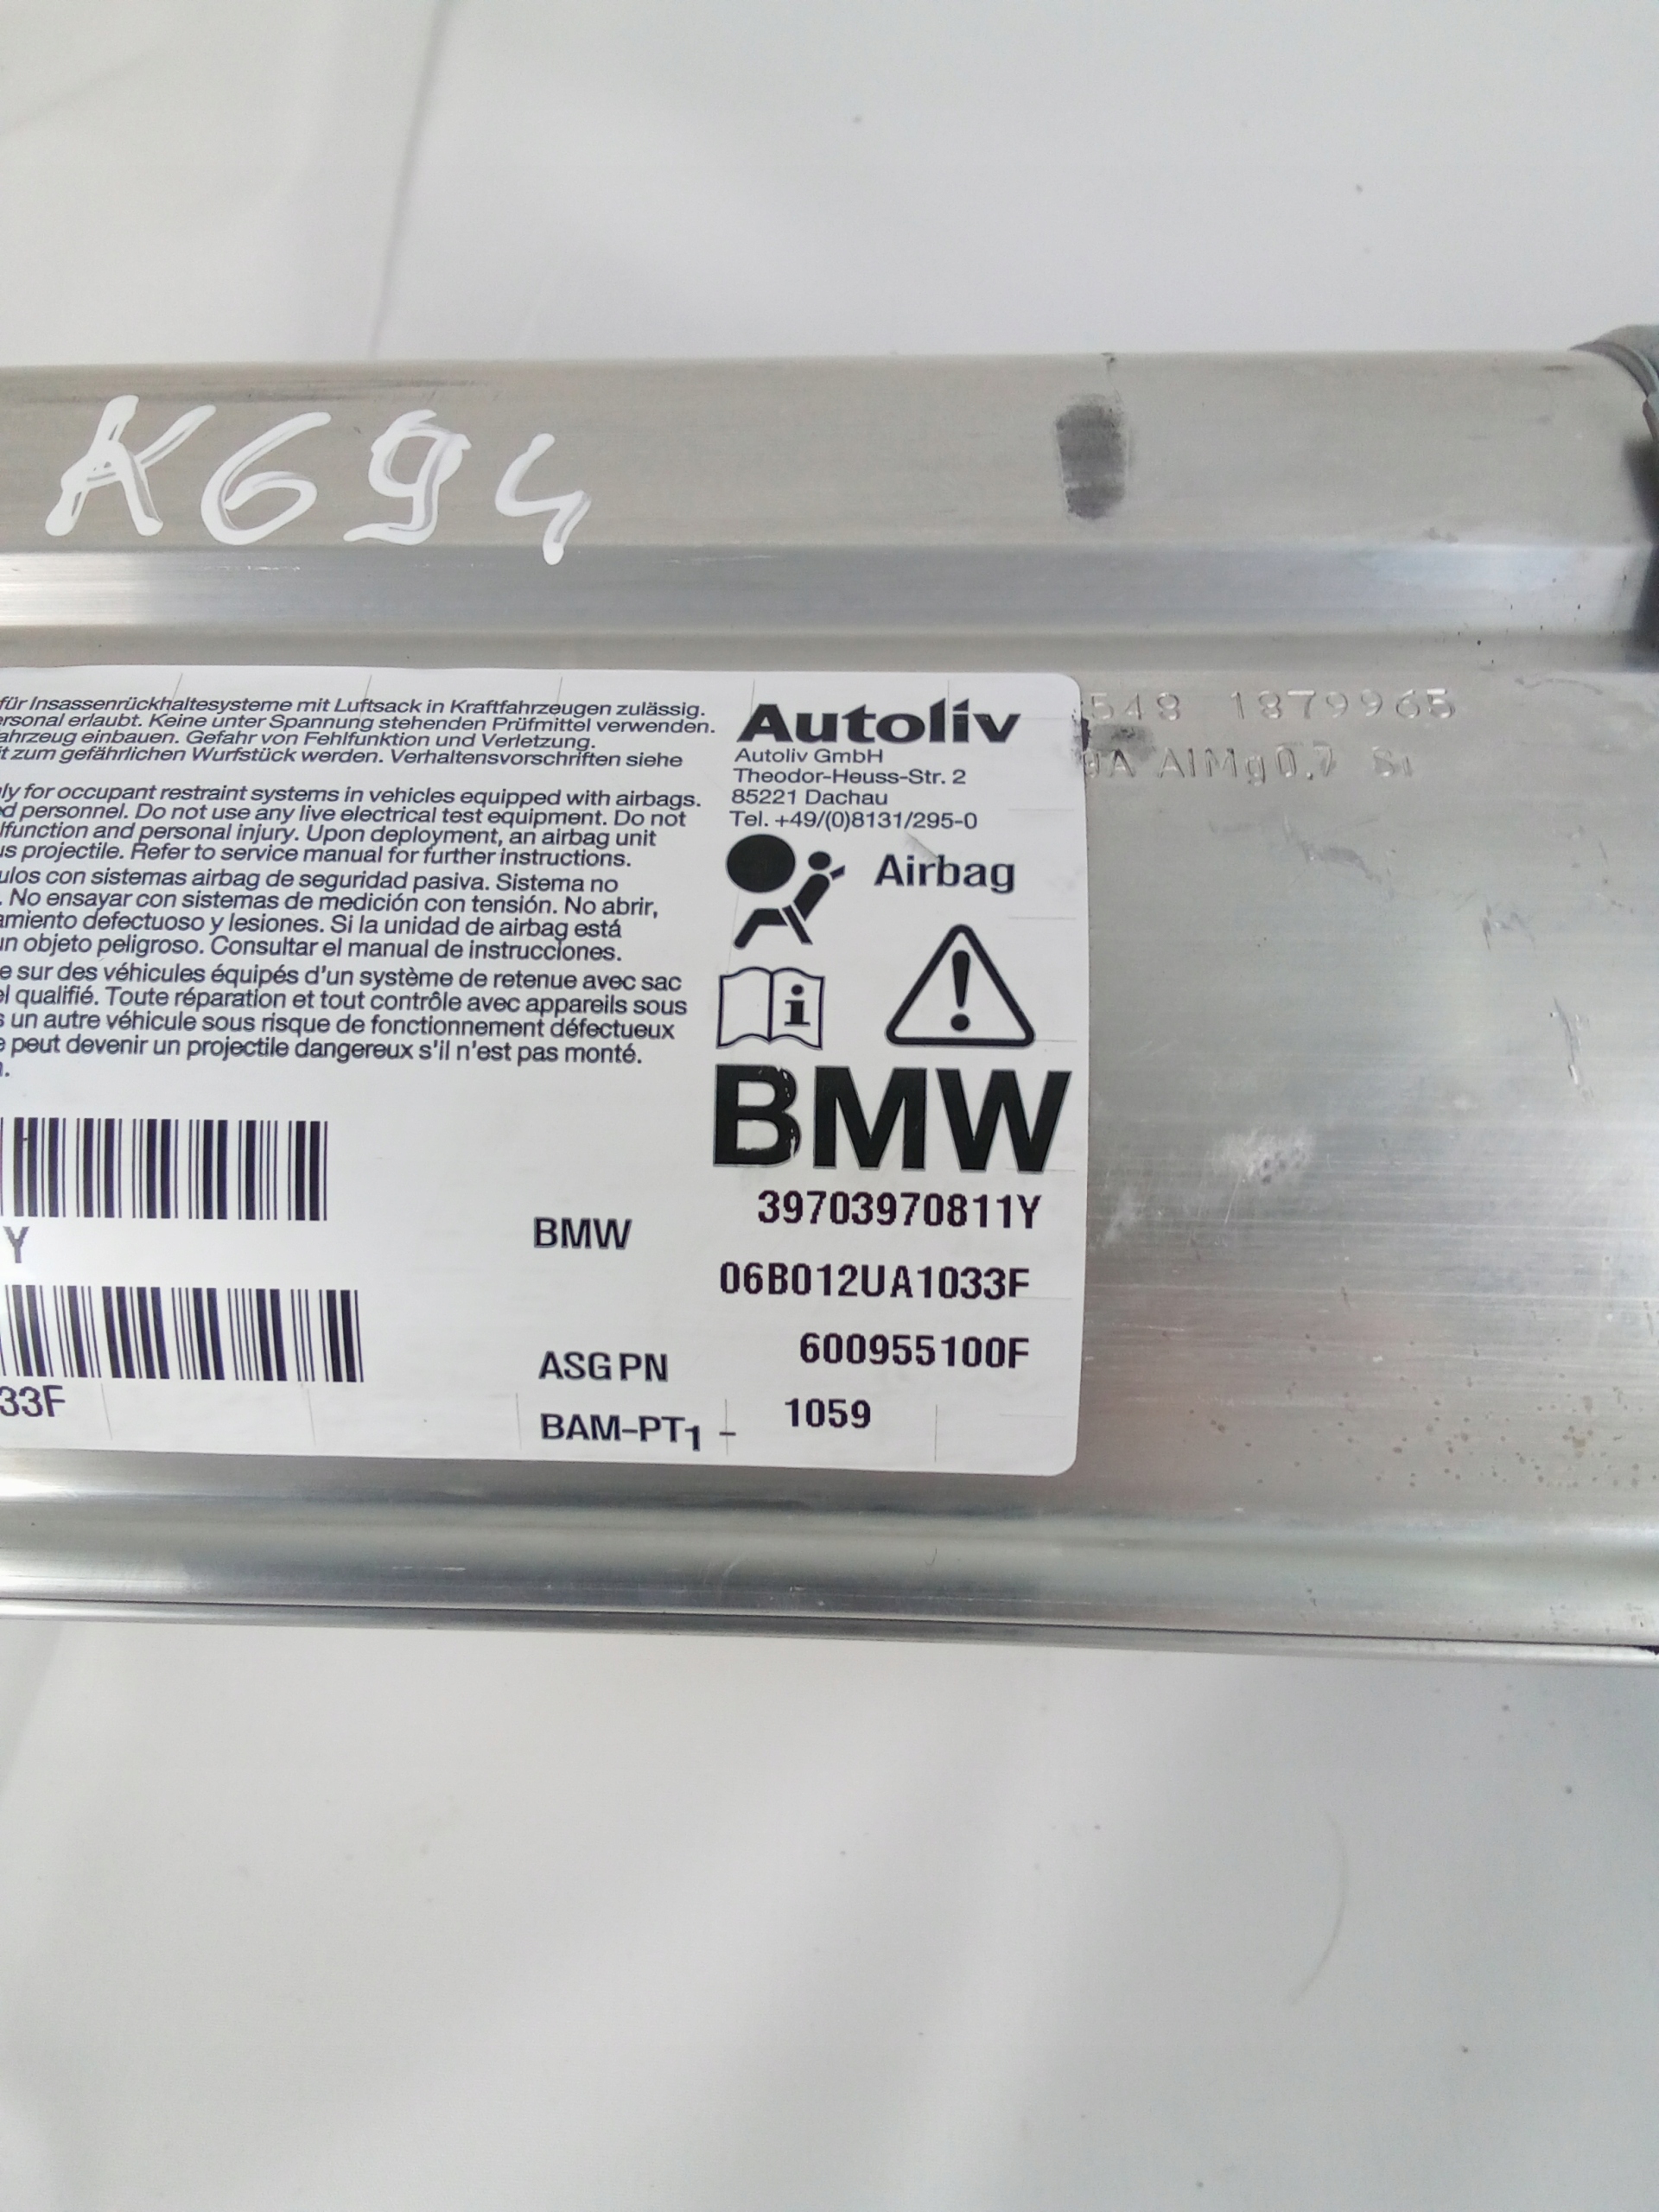 K694
für Insassenrückhaltesysteme mit Luftsack in Kraftfahrzeugen zulässig.
ersonal erlaubt. Keine unter Spannung stehenden Prüfmittel verwenden.
ahrzeug einbauen. Gefahr von Fehlfunktion und Verletzung.
t zum gefährlichen Wurfstück werden. Verhaltensvorschriften siehe
ly for occupant restraint systems in vehicles equipped with airbags.
d personnel. Do not use any live electrical test equipment. Do not
lfunction and personal injury. Upon deployment, an airbag unit
us projectile. Refer to service manual for further instructions.
ulos con sistemas airbag de seguridad pasiva. Sistema no
. No ensayar con sistemas de medición con tensión. No abrir,
amiento defectuoso y lesiones. Si la unidad de airbag está
un objeto peligroso. Consultar el manual de instrucciones.
e sur des véhicules équipés d'un système de retenue avec sac
el qualifié. Toute réparation et tout contrôle avec appareils sous
s un autre véhicule sous risque de fonctionnement défectueux
e peut devenir un projectile dangereux s'il n'est pas monté.
Autoliv
Autoliv GmbH
Theodor-Heuss-Str. 2
85221 Dachau
Tel. +49/(0)8131/295-0
Airbag
BMW
548 1879965
gA AlMg0,7 Si
Y
33F
BMW 39703970811Y
06B012UA1033F
ASG PN 600955100F
BAM-PT1 - 1059